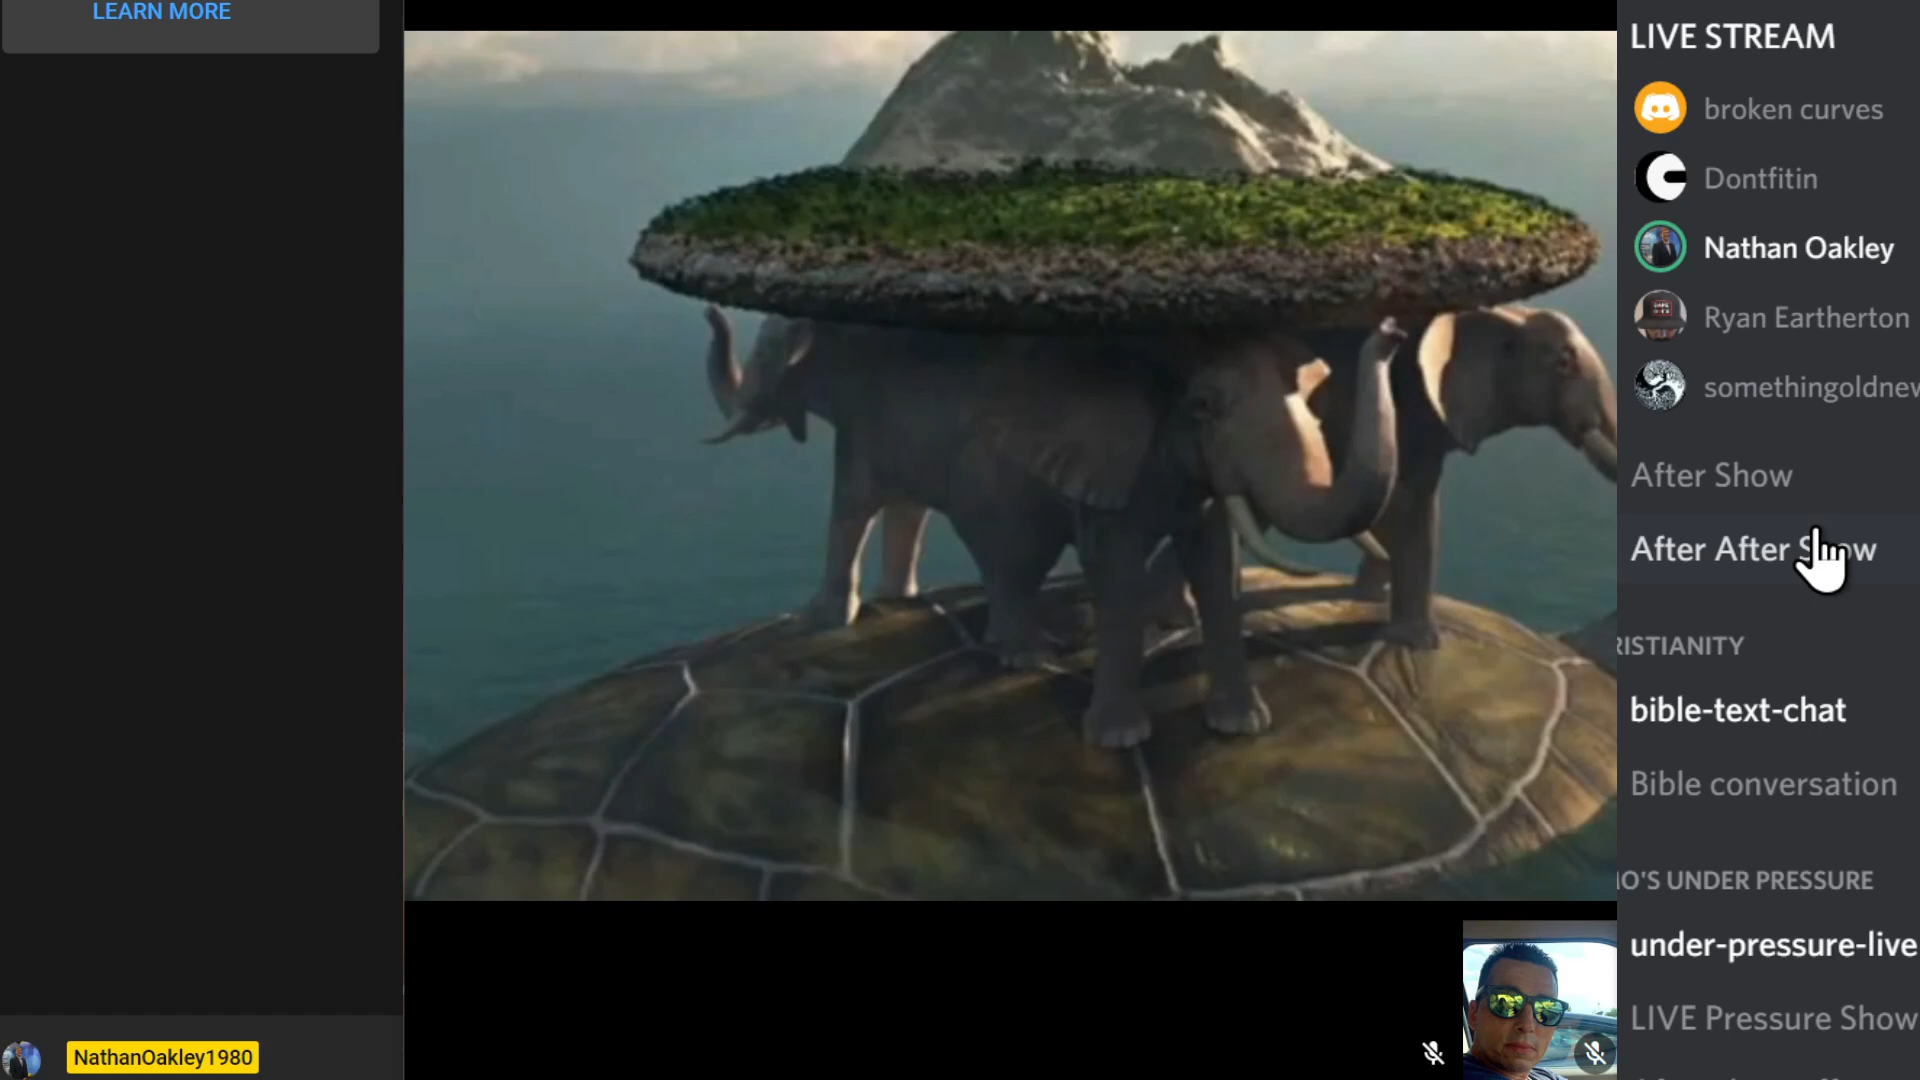 LEARN MORE
NathanOakley1980
LIVE STREAM
broken curves
Dontfitin
Nathan Oakley
Ryan Eartherton
somethingoldnew
After Show
After After Show
RISTIANITY
bible-text-chat
Bible conversation
O'S UNDER PRESSURE
under-pressure-live
LIVE Pressure Show